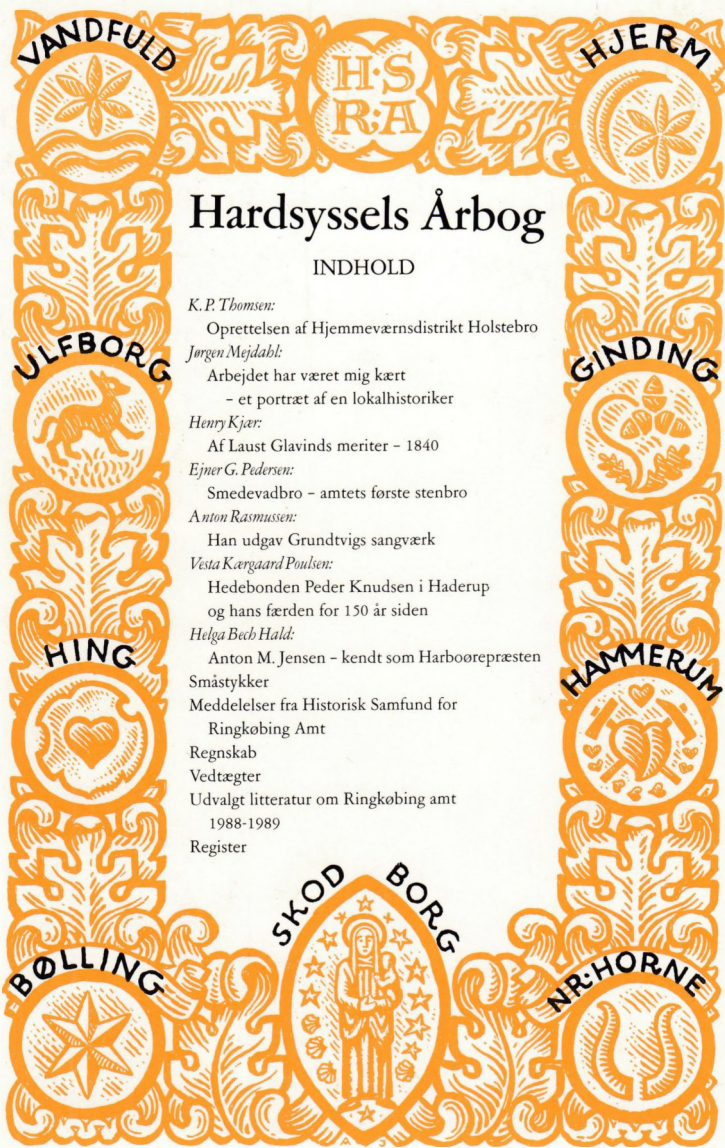 VANDFULD
H·S
R·A
HJERM
Hardsyssels Årbog
INDHOLD
K. P. Thomsen:
Oprettelsen af Hjemmeværnsdistrikt Holstebro
Jørgen Mejdahl:
Arbejdet har været mig kært
– et portræt af en lokalhistoriker
Henry Kjær:
Af Laust Glavinds meriter – 1840
Ejner G. Pedersen:
Smedevadbro – amtets første stenbro
Anton Rasmussen:
Han udgav Grundtvigs sangværk
Vesta Kærgaard Poulsen:
Hedebonden Peder Knudsen i Haderup
og hans færden for 150 år siden
Helga Bech Hald:
Anton M. Jensen – kendt som Harboørepræsten
Småstykker
Meddelelser fra Historisk Samfund for
Ringkøbing Amt
Regnskab
Vedtægter
Udvalgt litteratur om Ringkøbing amt
1988-1989
Register
ULFBORG
GINDING
HING
HAMMERUM
BØLLING
SKODBORG
NR·HORNE
A J